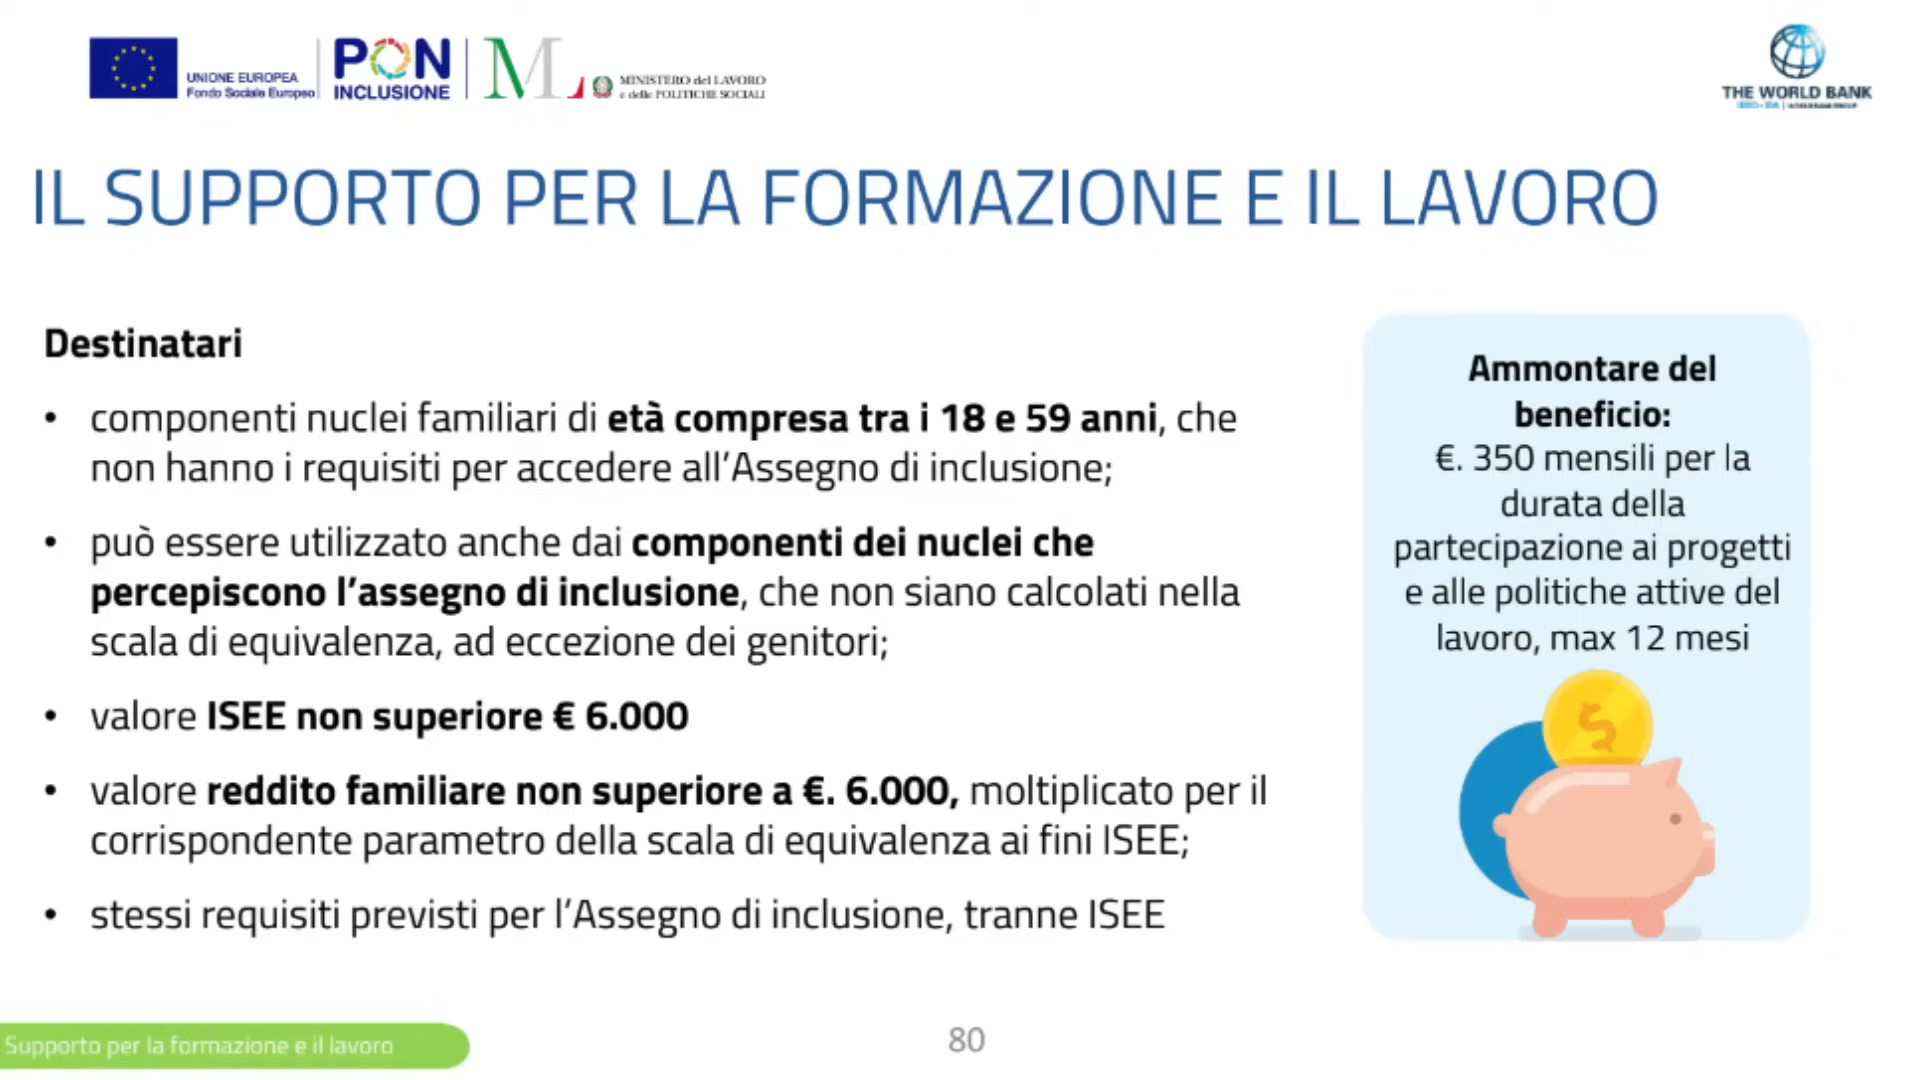 UNIONE EUROPEA
Fondo Sociale Europeo
PON
INCLUSIONE
ML
MINISTERO del LAVORO
e delle POLITICHE SOCIALI
THE WORLD BANK
IBRD • IDA | WORLD BANK GROUP
IL SUPPORTO PER LA FORMAZIONE E IL LAVORO
Destinatari
• componenti nuclei familiari di età compresa tra i 18 e 59 anni, che
non hanno i requisiti per accedere all’Assegno di inclusione;
• può essere utilizzato anche dai componenti dei nuclei che
percepiscono l’assegno di inclusione, che non siano calcolati nella
scala di equivalenza, ad eccezione dei genitori;
• valore ISEE non superiore € 6.000
• valore reddito familiare non superiore a €. 6.000, moltiplicato per il
corrispondente parametro della scala di equivalenza ai fini ISEE;
• stessi requisiti previsti per l’Assegno di inclusione, tranne ISEE
Ammontare del
beneficio:
€. 350 mensili per la
durata della
partecipazione ai progetti
e alle politiche attive del
lavoro, max 12 mesi
$
Supporto per la formazione e il lavoro
80